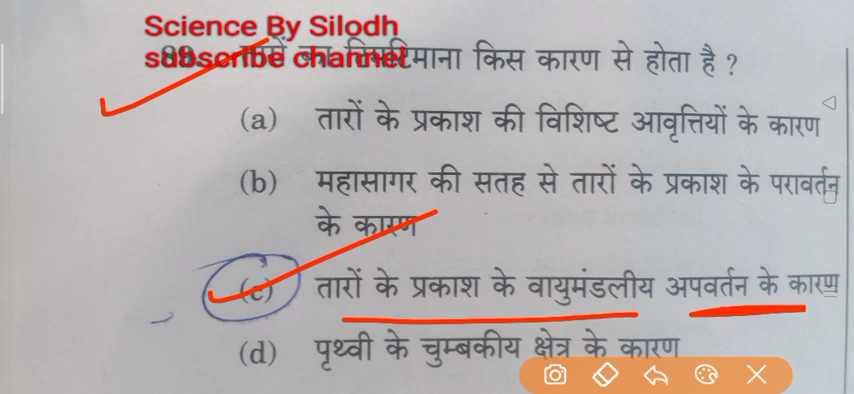 Science By Silodh
subscribe channel
का टिमटिमाना किस कारण से होता है ?
(a) तारों के प्रकाश की विशिष्ट आवृत्तियों के कारण
(b) महासागर की सतह से तारों के प्रकाश के परावर्तन
के कारण
(c) तारों के प्रकाश के वायुमंडलीय अपवर्तन के कारण
(d) पृथ्वी के चुम्बकीय क्षेत्र के कारण